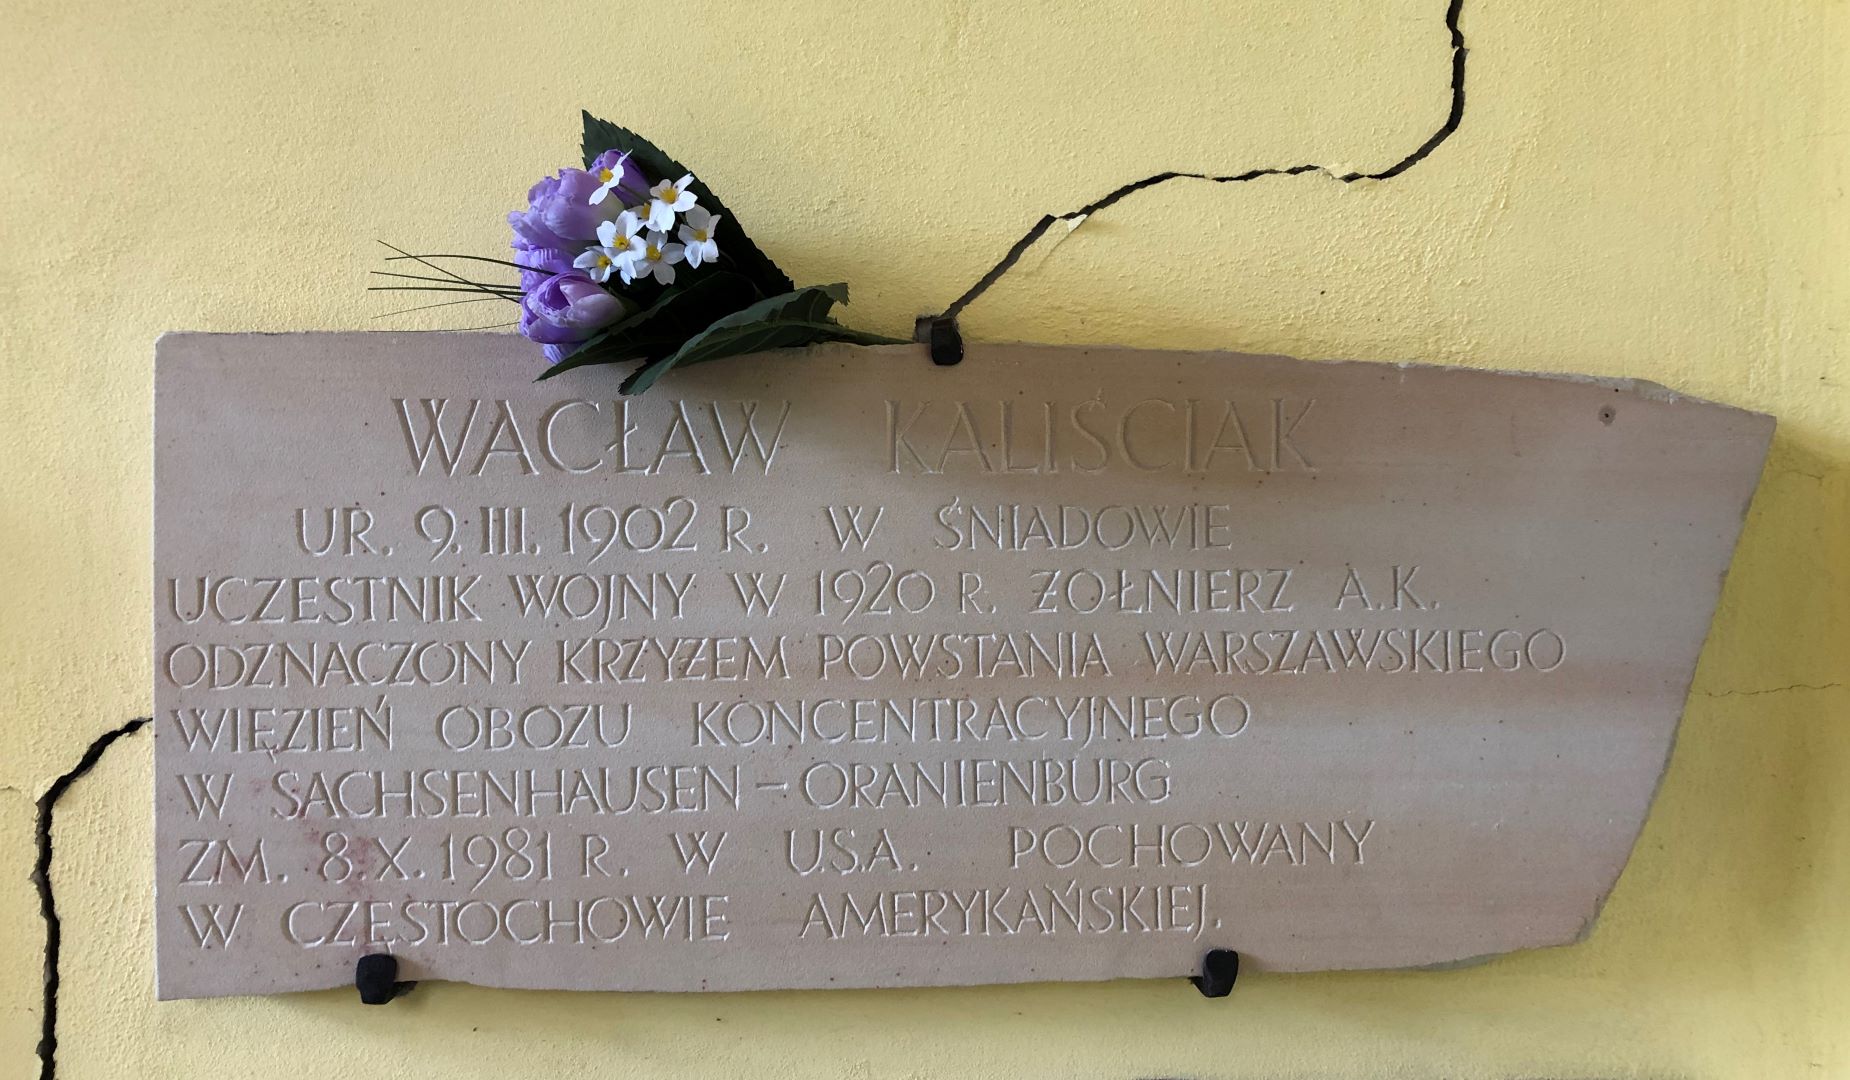 WACŁAW KALIŚCIAK
UR. 9. III. 1902 R. W ŚNIADOWIE
UCZESTNIK WOJNY W 1920 R. ŻOŁNIERZ A.K.
ODZNACZONY KRZYŻEM POWSTANIA WARSZAWSKIEGO
WIĘZIEŃ OBOZU KONCENTRACYJNEGO
W SACHSENHAUSEN – ORANIENBURG
ZM. 8. X. 1981 R. W U.S.A. POCHOWANY
W CZĘSTOCHOWIE AMERYKAŃSKIEJ.